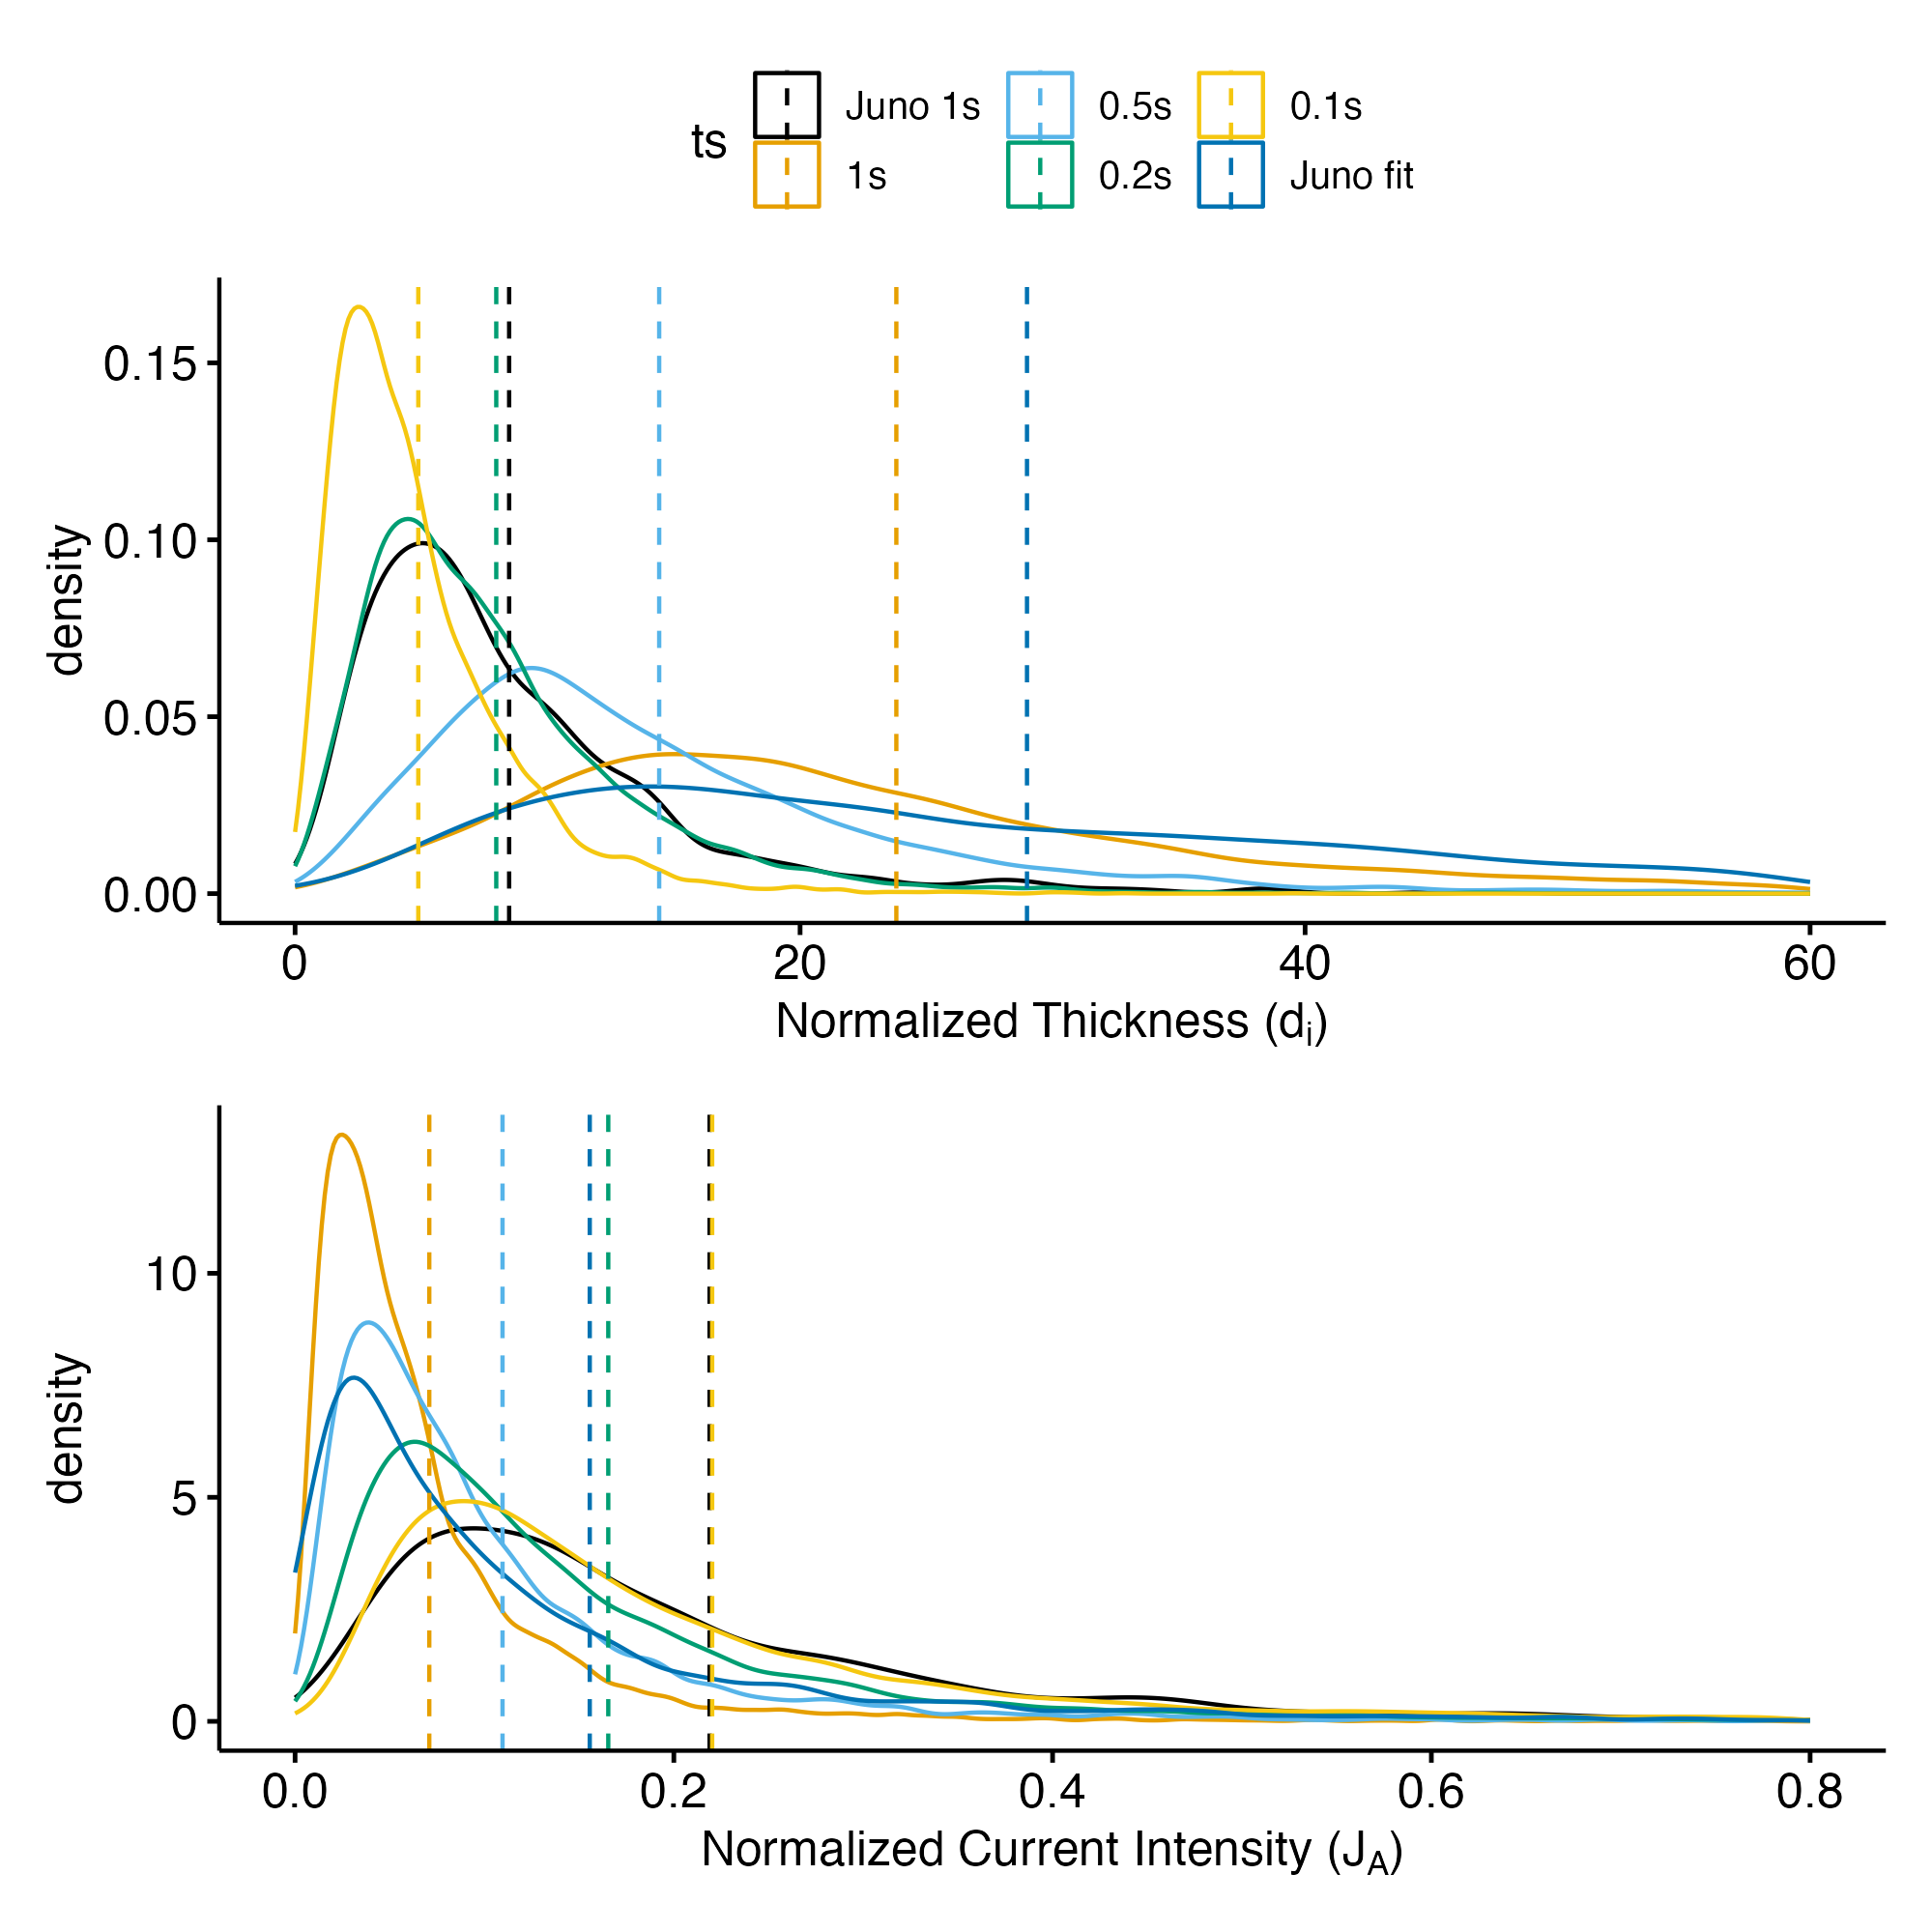 ts
Juno 1s
0.5s
0.1s
1s
0.2s
Juno fit
density
0.15
0.10
0.05
0.00
0
20
40
60
Normalized Thickness (dᵢ)
density
10
5
0
0.0
0.2
0.4
0.6
0.8
Normalized Current Intensity (J_A)